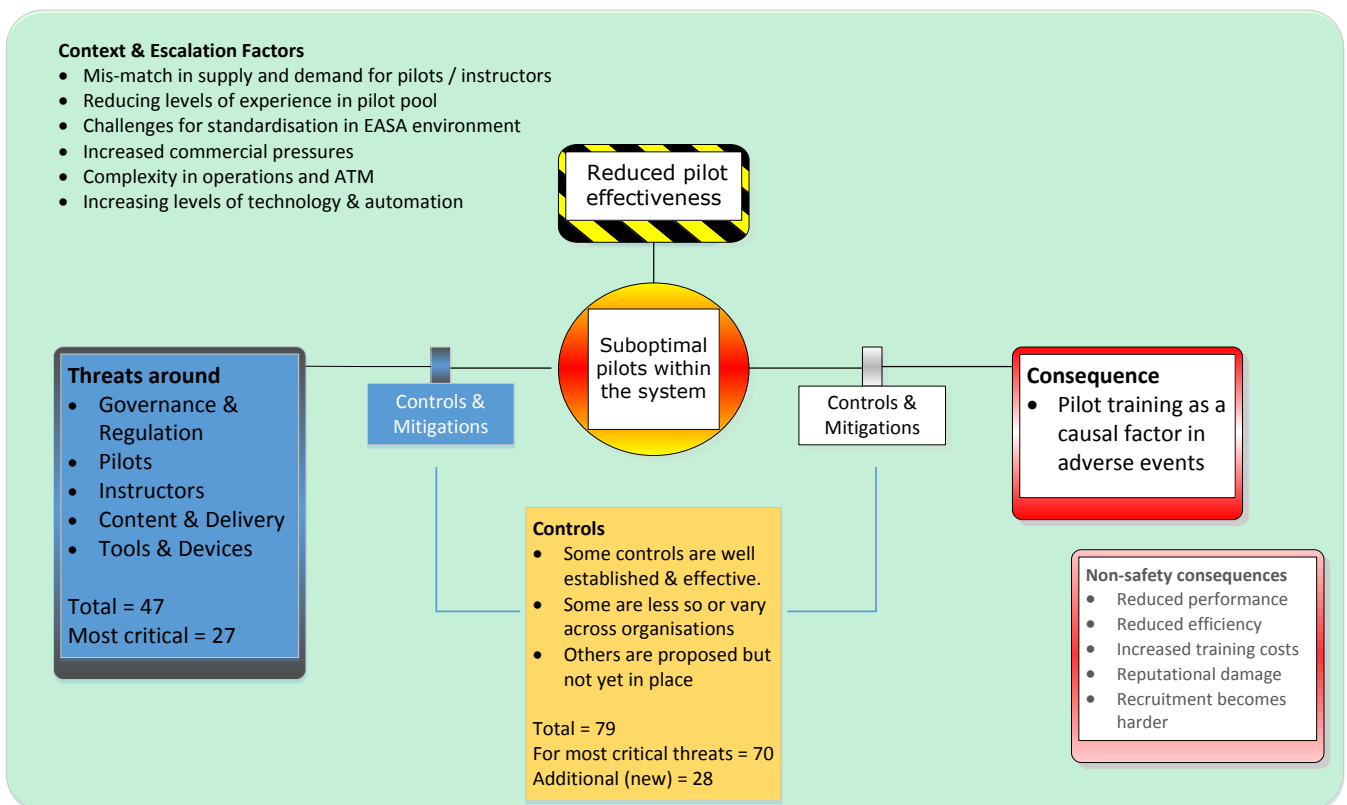 Context & Escalation Factors
• Mis-match in supply and demand for pilots / instructors
• Reducing levels of experience in pilot pool
• Challenges for standardisation in EASA environment
• Increased commercial pressures
• Complexity in operations and ATM
• Increasing levels of technology & automation
Reduced pilot
effectiveness
Suboptimal
pilots within
the system
Threats around
• Governance &
Regulation
• Pilots
• Instructors
• Content & Delivery
• Tools & Devices
Total = 47
Most critical = 27
Controls &
Mitigations
Controls &
Mitigations
Consequence
• Pilot training as a
causal factor in
adverse events
Controls
• Some controls are well
established & effective.
• Some are less so or vary
across organisations
• Others are proposed but
not yet in place
Total = 79
For most critical threats = 70
Additional (new) = 28
Non-safety consequences
• Reduced performance
• Reduced efficiency
• Increased training costs
• Reputational damage
• Recruitment becomes
harder